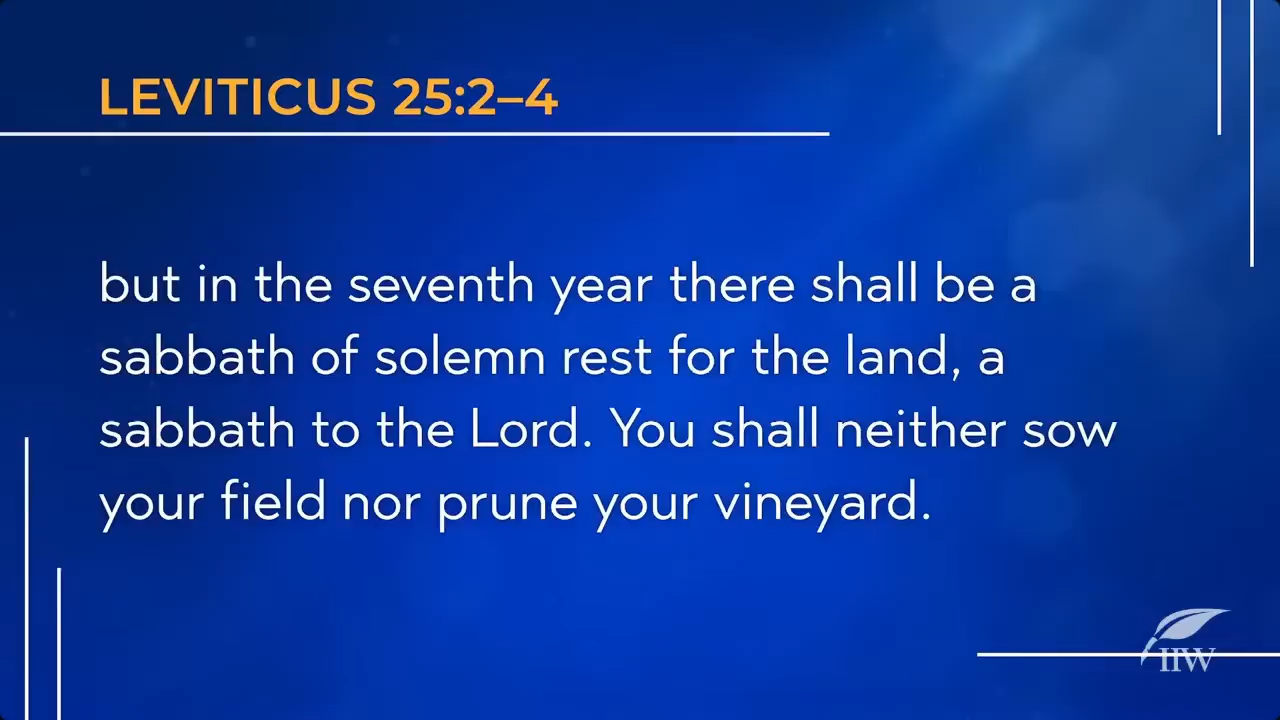 LEVITICUS 25:2–4
but in the seventh year there shall be a
sabbath of solemn rest for the land, a
sabbath to the Lord. You shall neither sow
your field nor prune your vineyard.
IIW